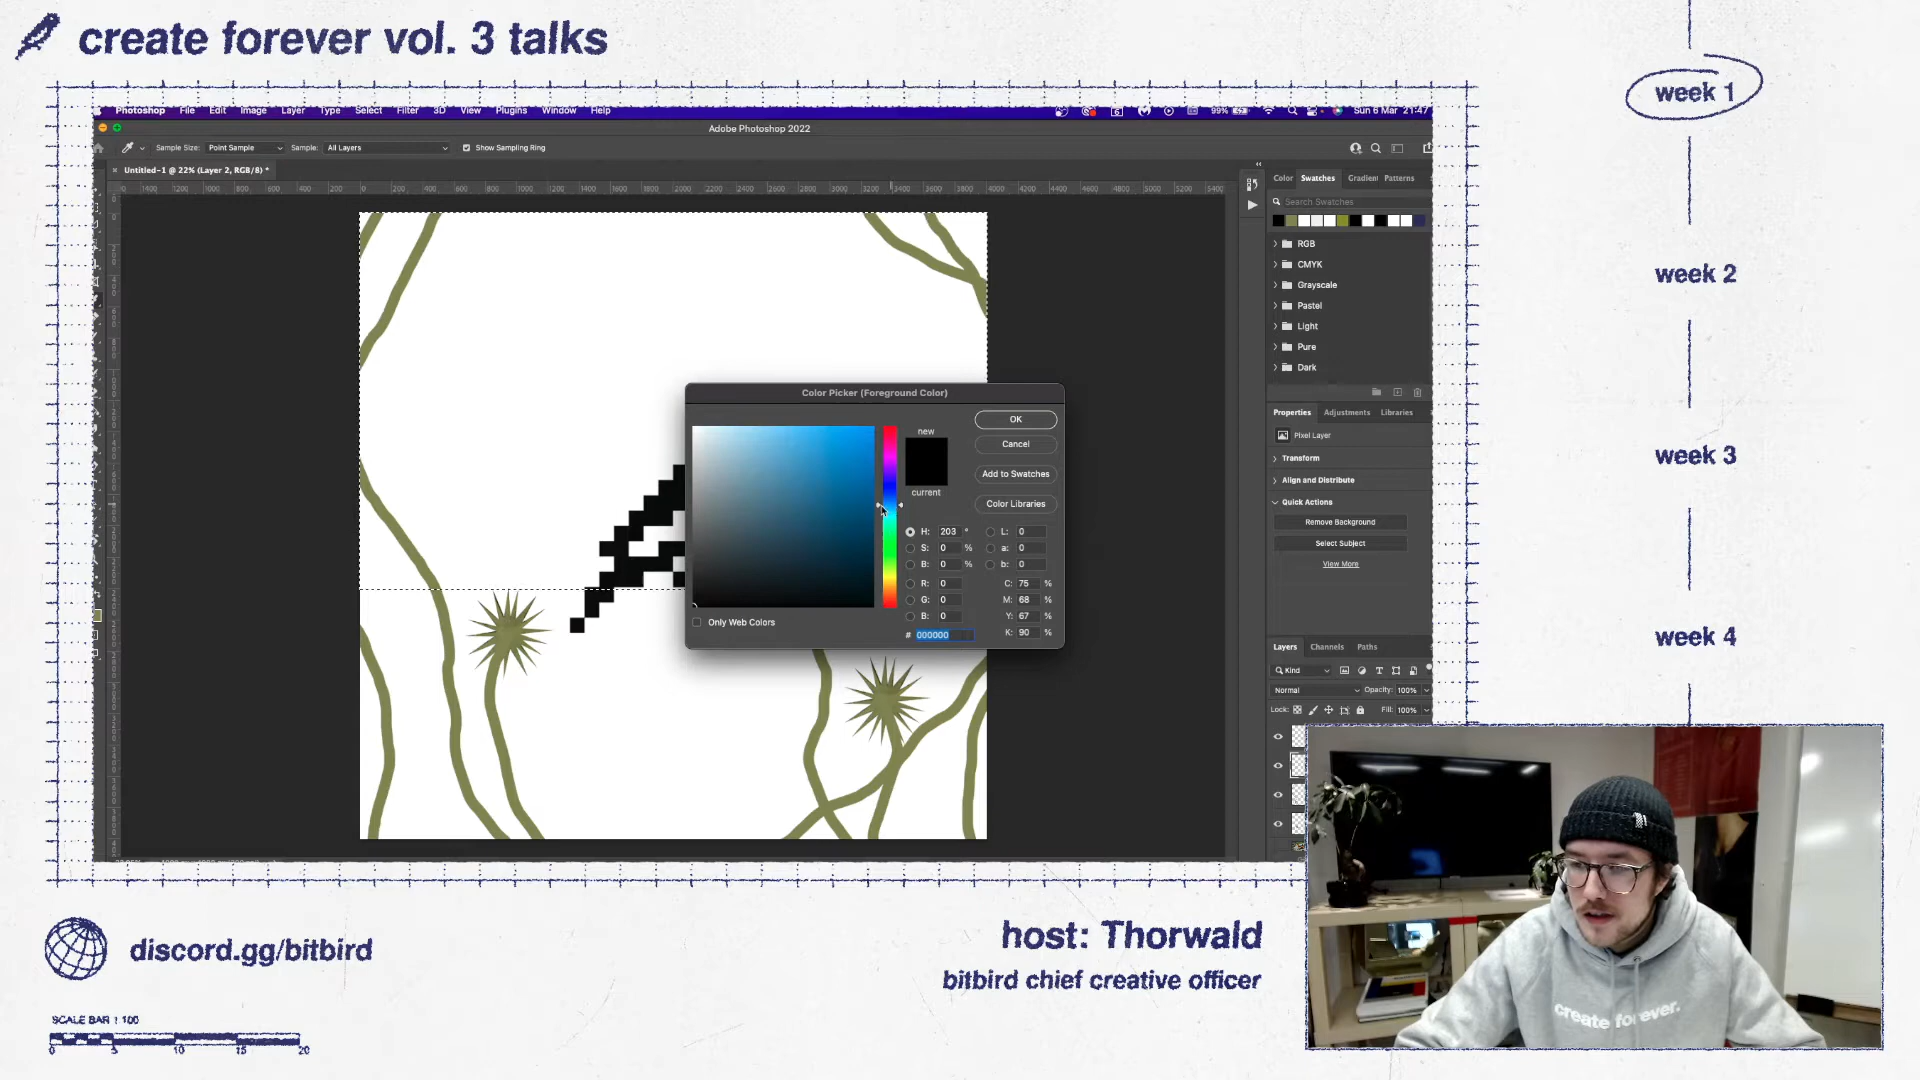 create forever vol. 3 talks
week 1
Photoshop File Edit Image Layer Type Select Filter 3D View Plugins Window Help
99% Sun 6 Mar 21:47
Adobe Photoshop 2022
Sample Size: Point Sample Sample: All Layers Show Sampling Ring
Untitled-1 @ 22% (Layer 2, RGB/8) *
Color Swatches Gradien Patterns
Search Swatches
RGB
CMYK
Grayscale
Pastel
Light
Pure
Dark
week 2
Color Picker (Foreground Color)
new
current
OK
Cancel
Add to Swatches
Color Libraries
H: 203 ° L: 0
S: 0 % a: 0
B: 0 % b: 0
R: 0 C: 75 %
G: 0 M: 68 %
B: 0 Y: 67 %
# 000000 K: 90 %
Only Web Colors
Properties Adjustments Libraries
Pixel Layer
Transform
Align and Distribute
Quick Actions
Remove Background
Select Subject
View More
week 3
week 4
Layers Channels Paths
Kind
Normal Opacity: 100%
Lock: Fill: 100%
discord.gg/bitbird
host: Thorwald
bitbird chief creative officer
create forever.
SCALE BAR 1:100
0 5 10 15 20